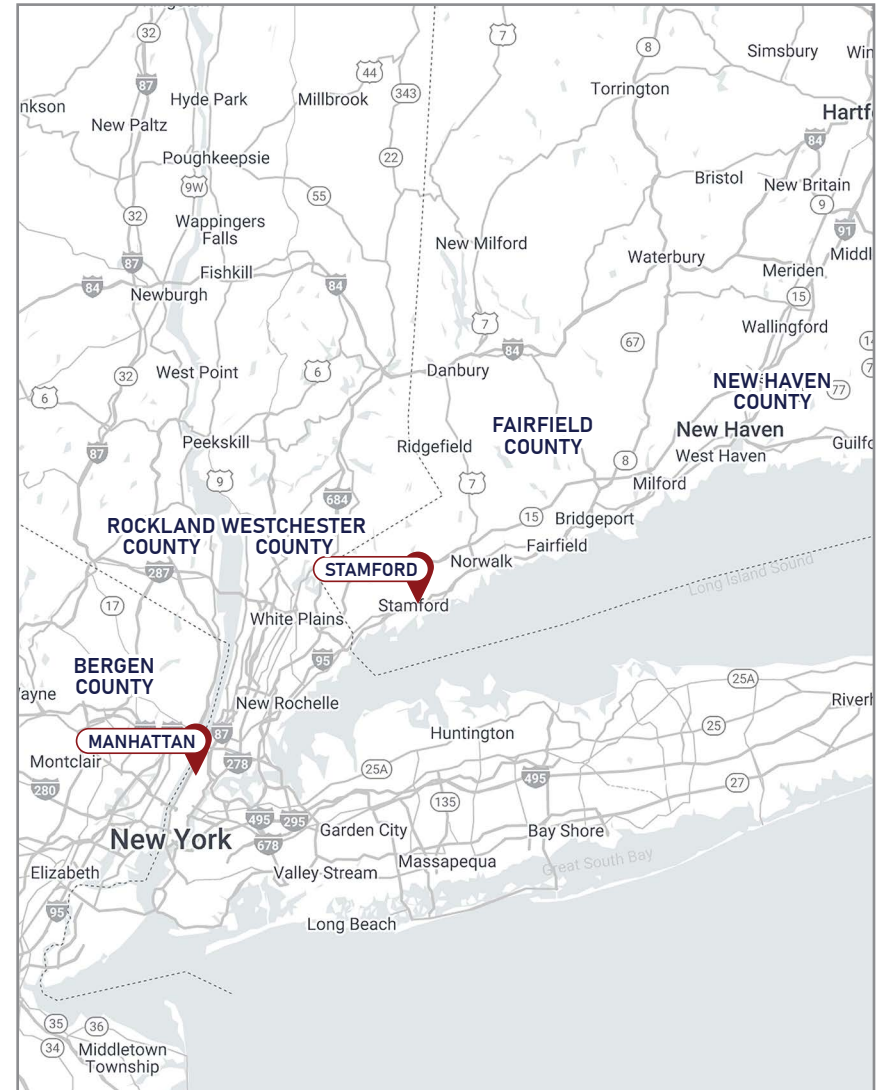 32
7
8
Simsbury
Win
44
87
Hyde Park
Millbrook
343
Torrington
nkson
New Paltz
Hartf
84
22
Poughkeepsie
9W
55
Bristol
New Britain
9
32
Wappingers
Falls
91
New Milford
Waterbury
Middl
87
Fishkill
Meriden
84
84
Newburgh
15
7
Wallingford
67
84
West Point
6
Danbury
32
6
NEW HAVEN
COUNTY
77
FAIRFIELD
COUNTY
New Haven
Peekskill
Ridgefield
Guilfo
87
West Haven
8
9
7
Milford
684
15
Bridgeport
ROCKLAND
COUNTY
WESTCHESTER
COUNTY
Fairfield
287
STAMFORD
Norwalk
Long Island Sound
17
Stamford
White Plains
95
BERGEN
COUNTY
25A
ayne
New Rochelle
Riverh
25
MANHATTAN
87
Huntington
Montclair
278
25A
495
27
280
135
495
295
New York
Garden City
Bay Shore
678
Massapequa
Great South Bay
Elizabeth
Valley Stream
95
Long Beach
35
36
34
Middletown
Township